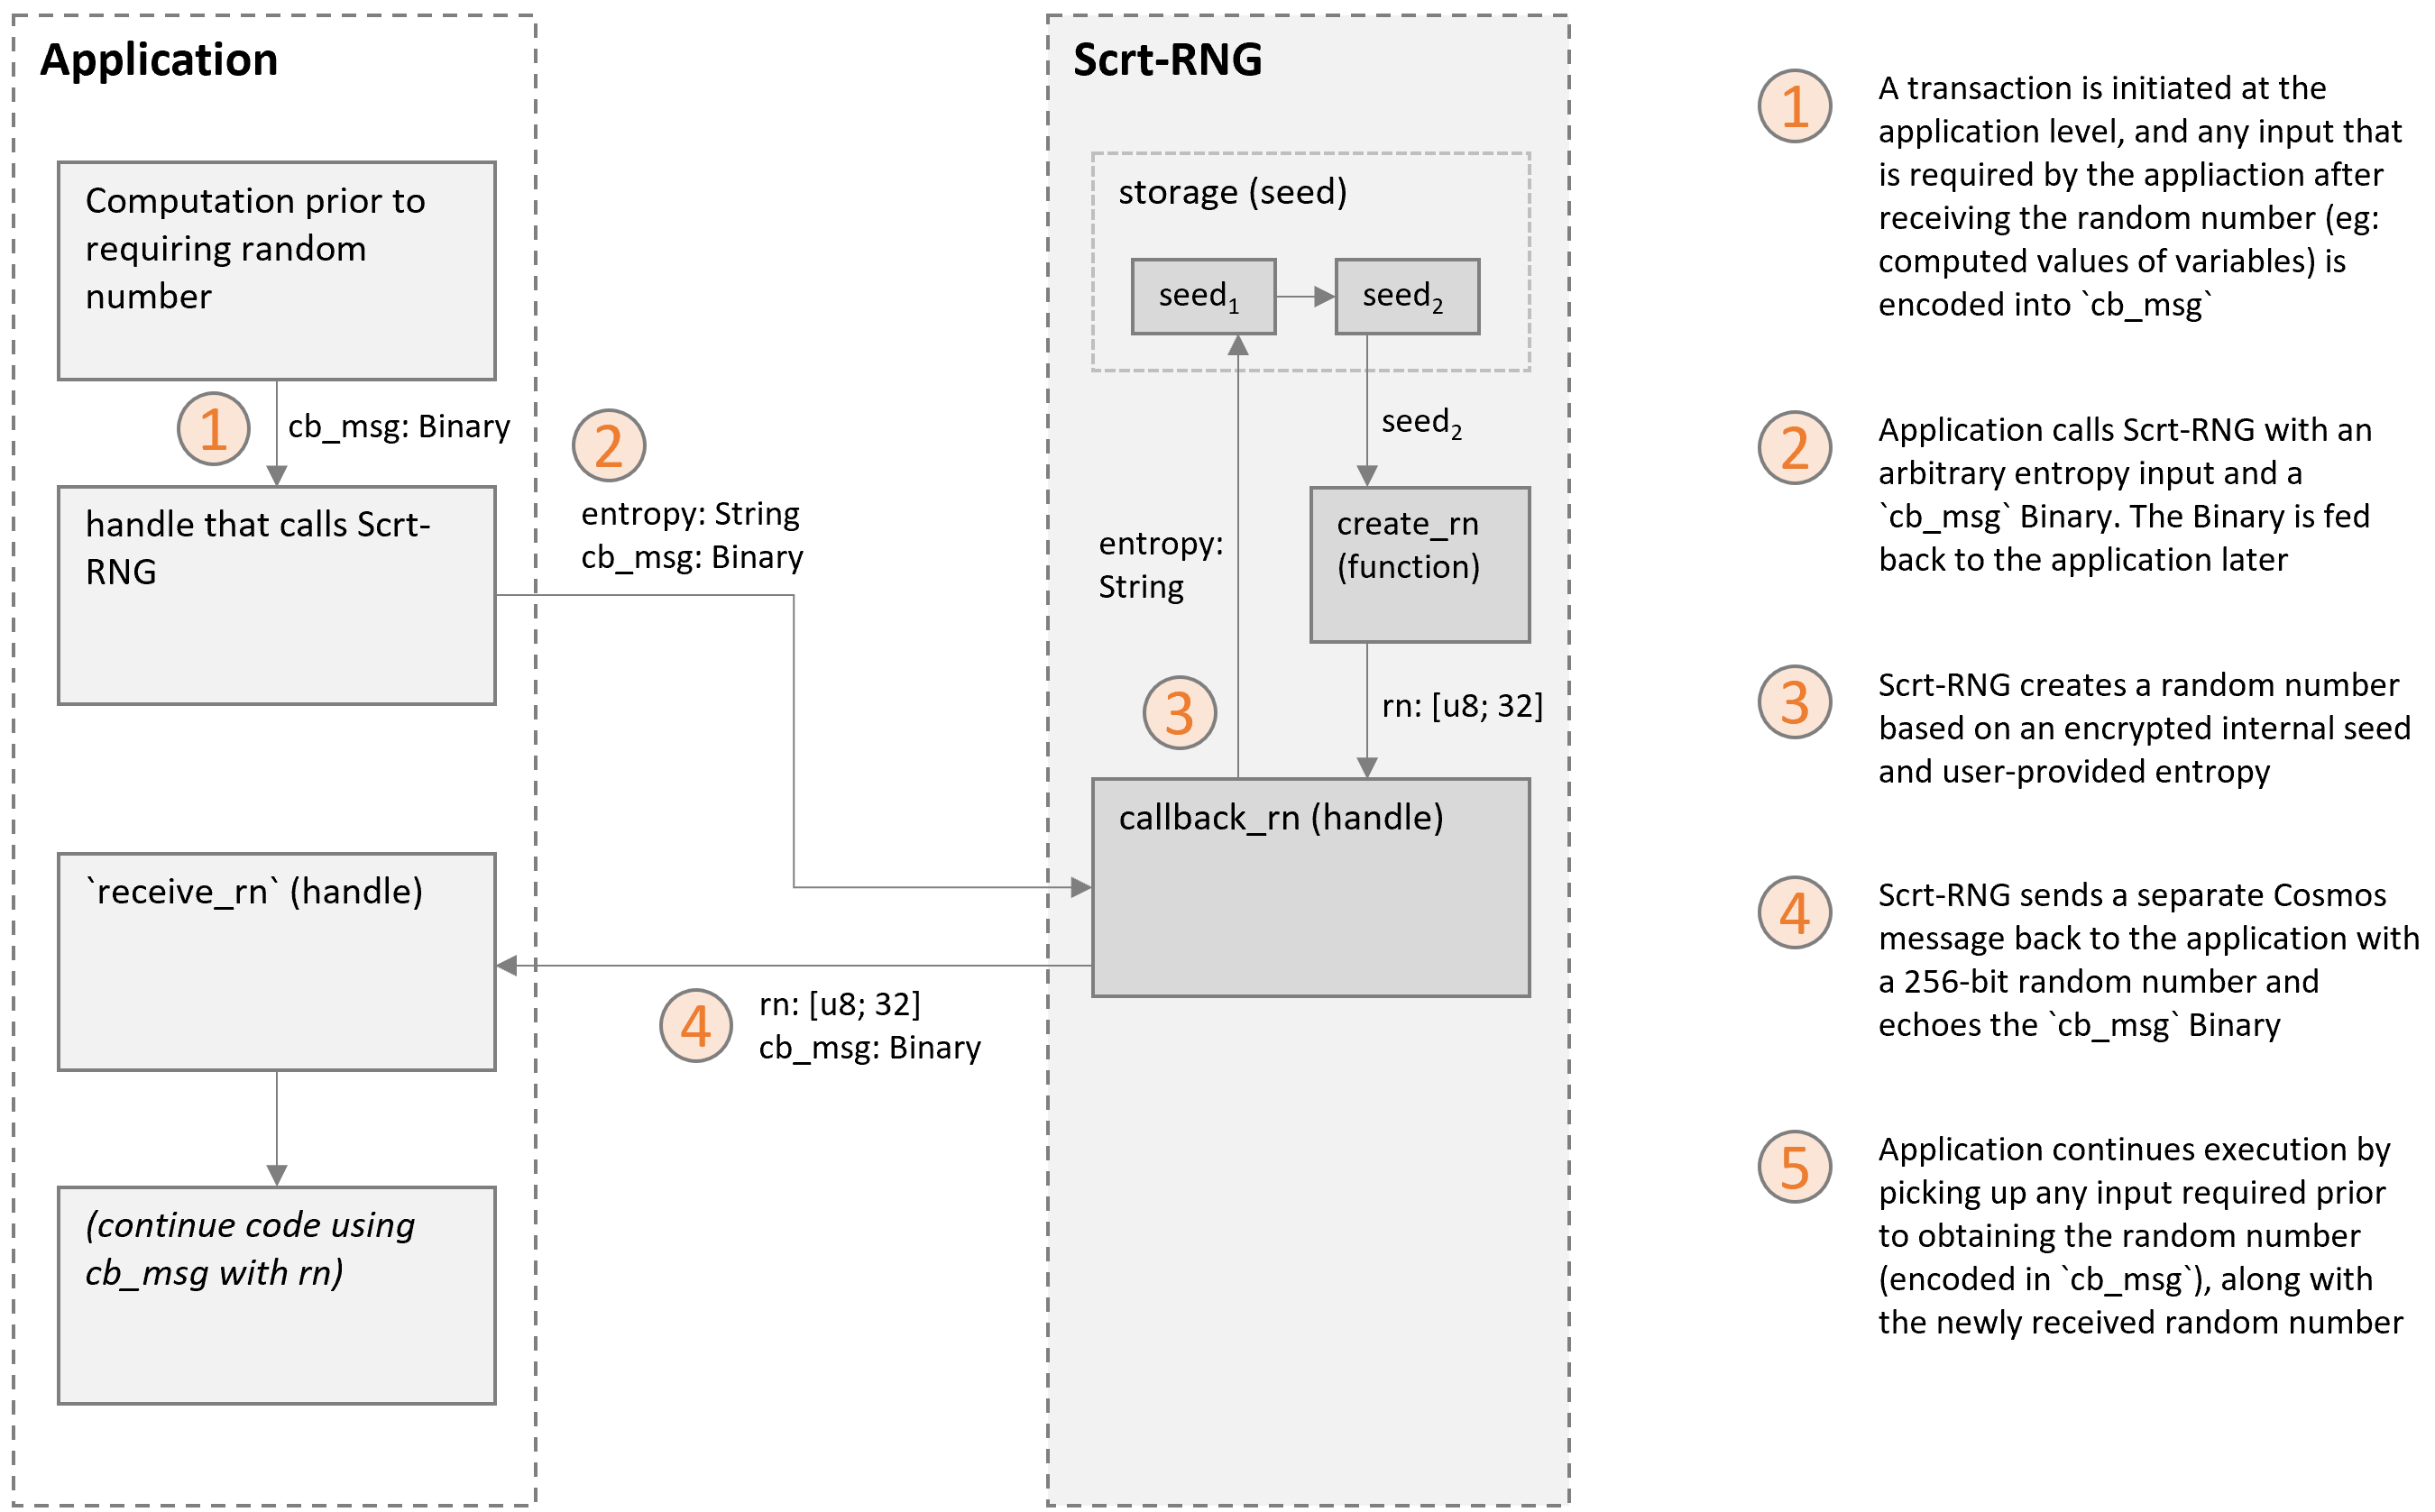 Application
Computation prior to
requiring random
number
1
cb_msg: Binary
handle that calls Scrt-
RNG
2
entropy: String
cb_msg: Binary
`receive_rn` (handle)
4
rn: [u8; 32]
cb_msg: Binary
(continue code using
cb_msg with rn)
Scrt-RNG
storage (seed)
seed₁
seed₂
seed₂
create_rn
(function)
entropy:
String
3
rn: [u8; 32]
callback_rn (handle)
1
A transaction is initiated at the
application level, and any input that
is required by the appliaction after
receiving the random number (eg:
computed values of variables) is
encoded into `cb_msg`
2
Application calls Scrt-RNG with an
arbitrary entropy input and a
`cb_msg` Binary. The Binary is fed
back to the application later
3
Scrt-RNG creates a random number
based on an encrypted internal seed
and user-provided entropy
4
Scrt-RNG sends a separate Cosmos
message back to the application with
a 256-bit random number and
echoes the `cb_msg` Binary
5
Application continues execution by
picking up any input required prior
to obtaining the random number
(encoded in `cb_msg`), along with
the newly received random number